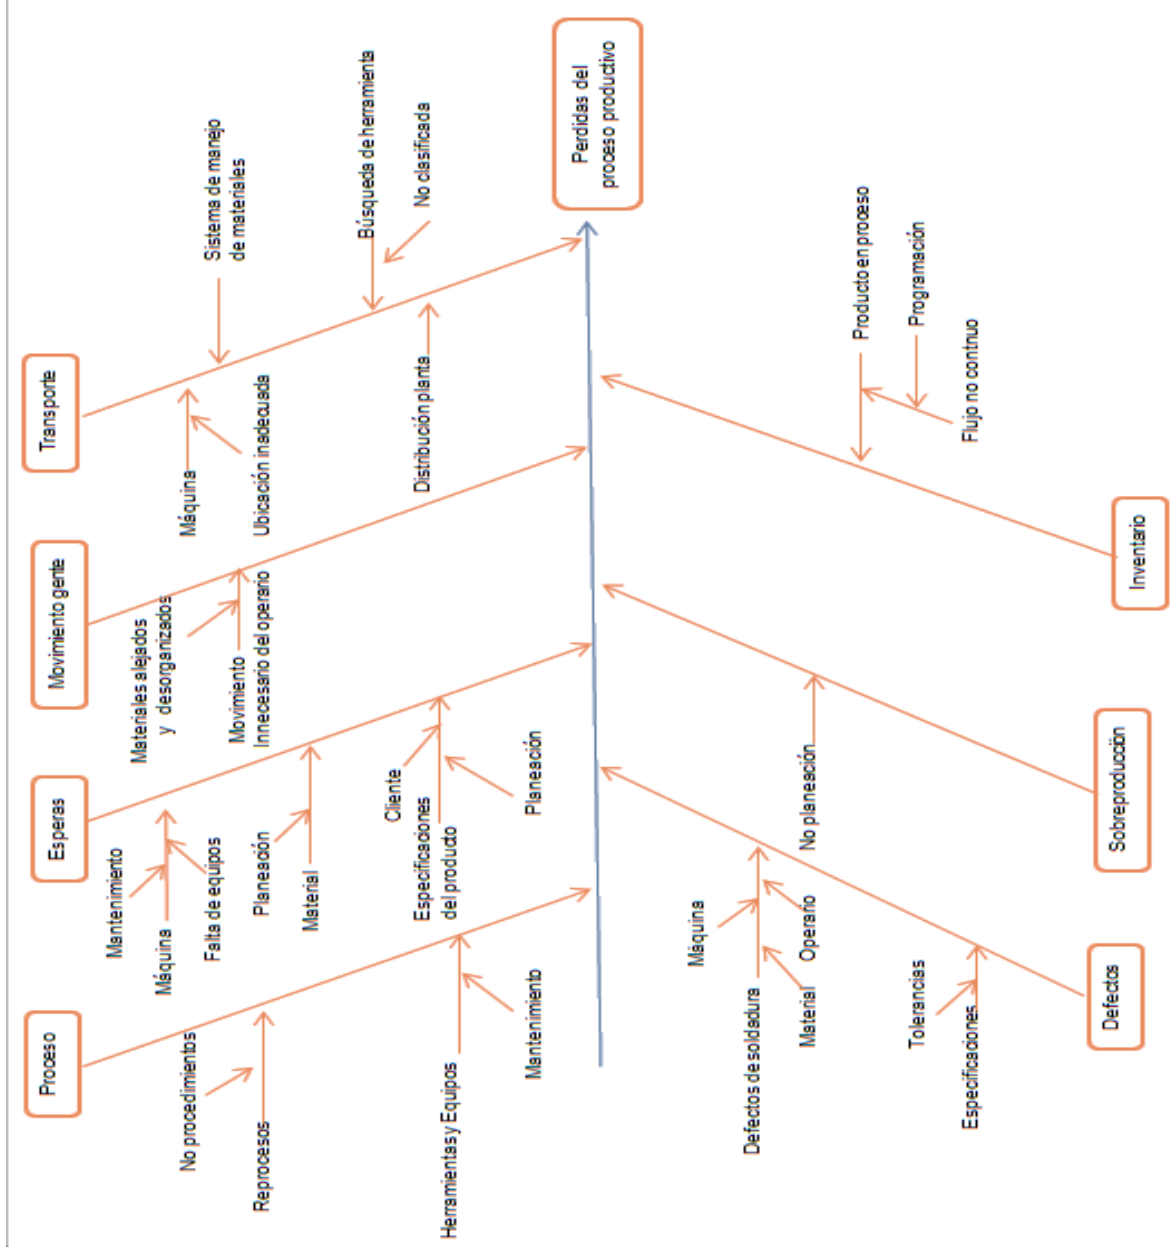 Proceso
Esperas
Movimiento gente
Transporte
No procedimientos
Reprocesos
Herramientas y Equipos
Mantenimiento
Mantenimiento
Máquina
Falta de equipos
Planeación
Material
Cliente
Especificaciones
del producto
Planeación
Materiales alejados
y desorganizados
Movimiento
Innecesario del operario
Máquina
Ubicación inadecuada
Sistema de manejo
de materiales
Búsqueda de herramienta
No clasificada
Distribución planta
Perdidas del
proceso productivo
Máquina
Defectos de soldadura
Material
Operario
Tolerancias
Especificaciones
No planeación
Producto en proceso
Programación
Flujo no contnuo
Defectos
Sobreproducción
Inventario